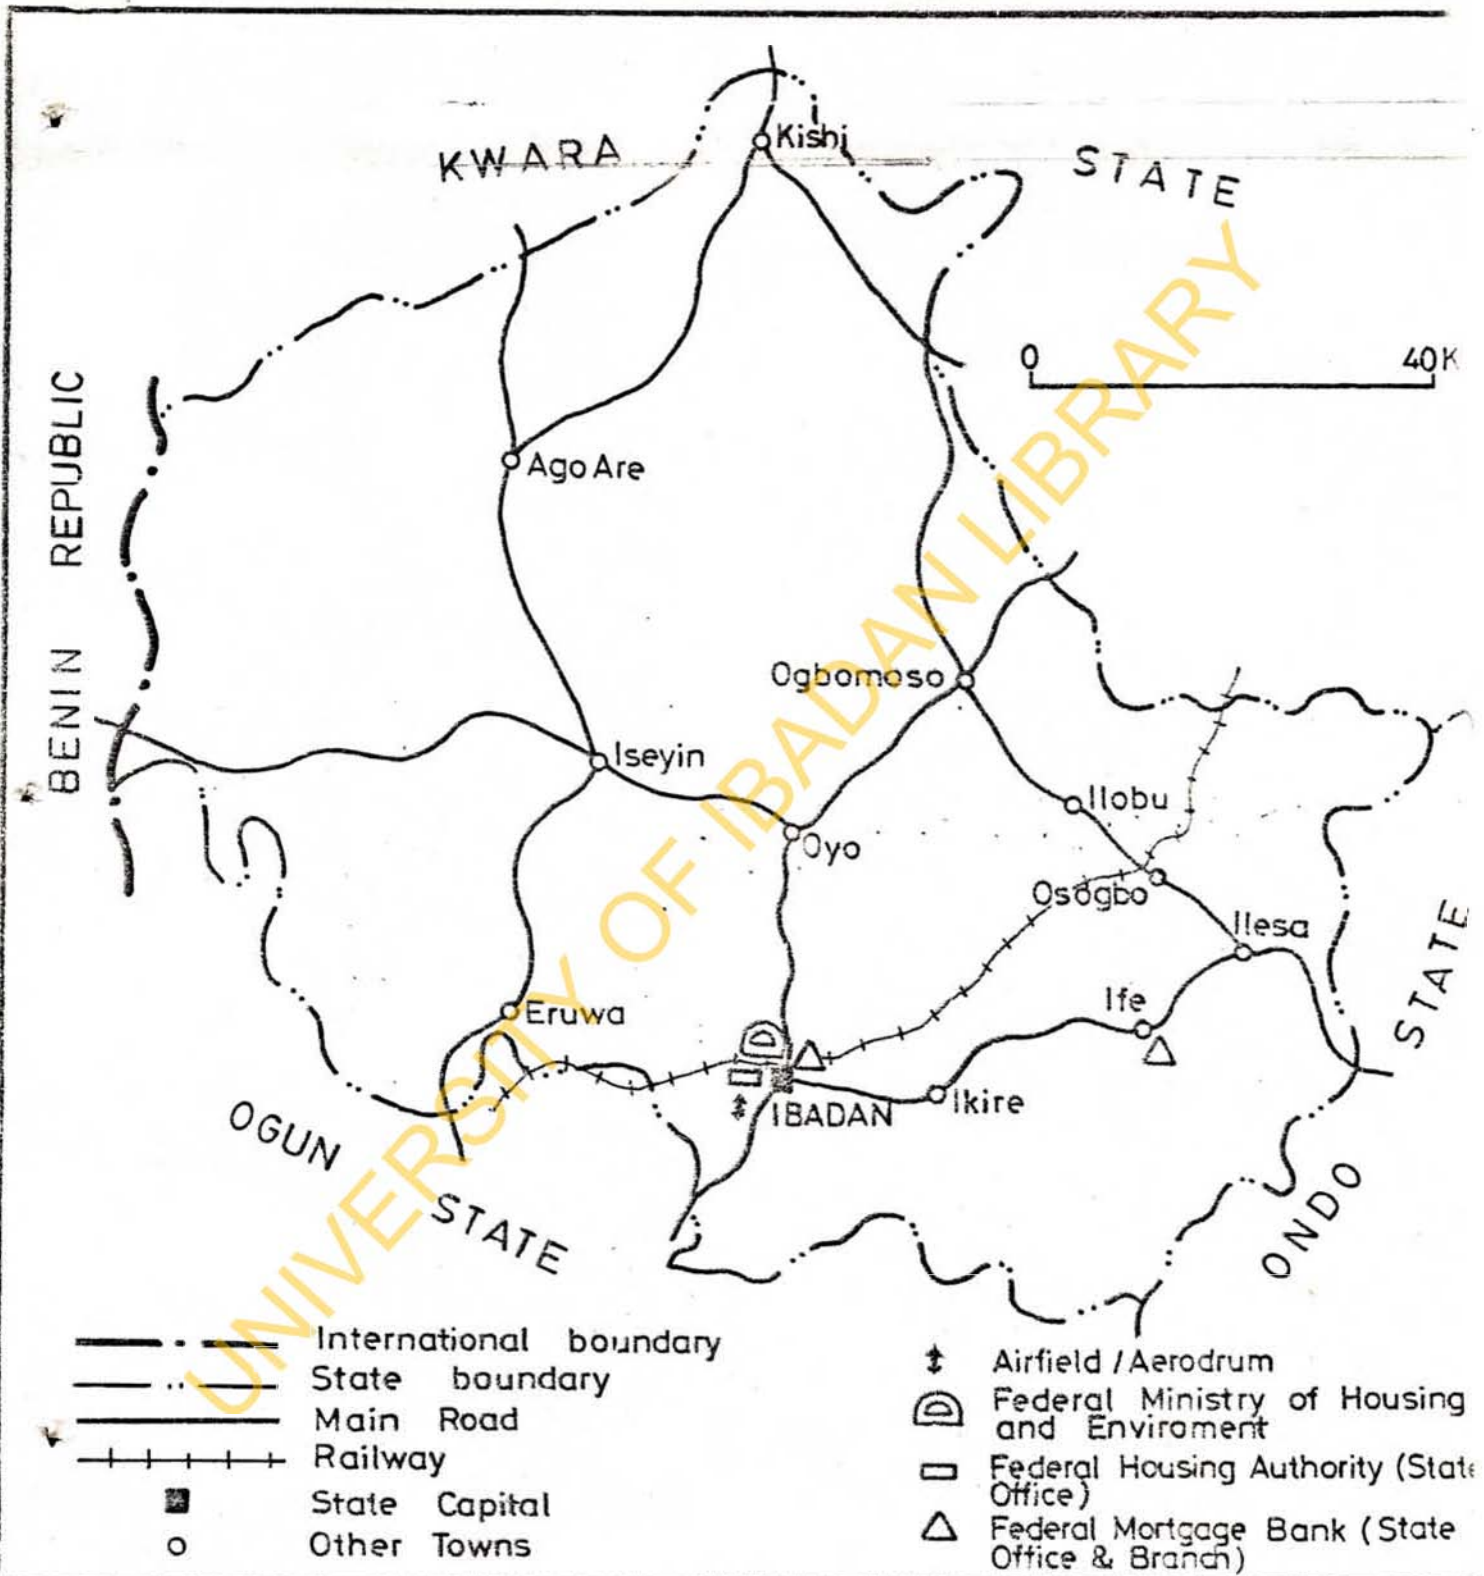 KWARA STATE
Kishi
0 40K
BENIN REPUBLIC
Ago Are
Ogbomoso
Iseyin
Ilobu
Oyo
Osogbo
Ilesa
Ife
Eruwa
IBADAN
Ikire
OGUN STATE
ONDO STATE
UNIVERSITY OF IBADAN LIBRARY
International boundary
State boundary
Main Road
Railway
State Capital
Other Towns
Airfield / Aerodrum
Federal Ministry of Housing
and Enviroment
Federal Housing Authority (State
Office)
Federal Mortgage Bank (State
Office & Branch)